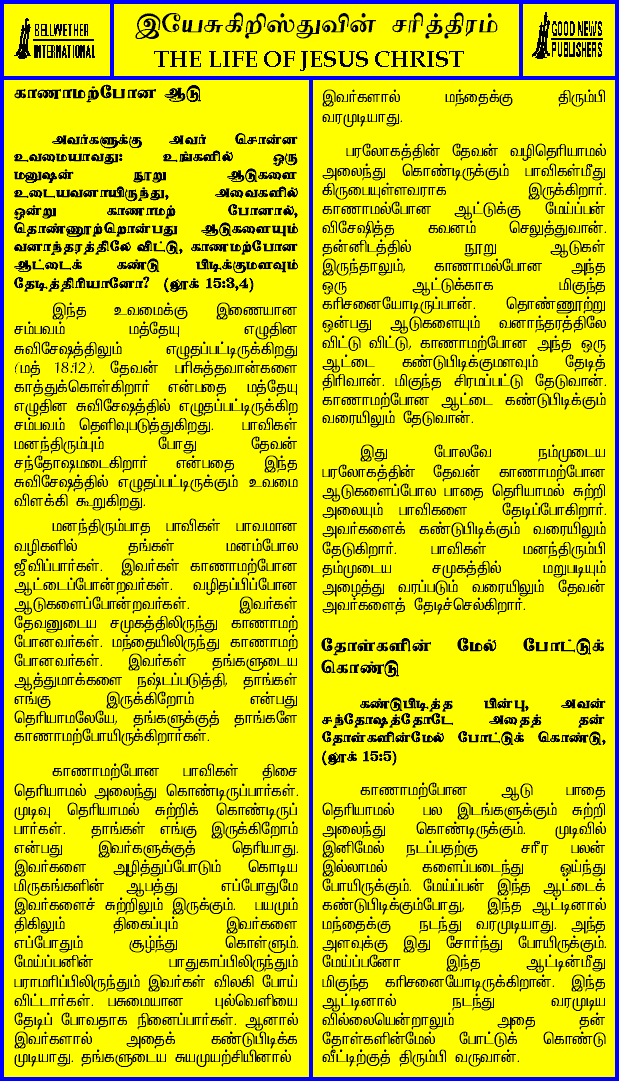 BELLWETHER
INTERNATIONAL
இயேசுகிறிஸ்துவின் சரித்திரம்
THE LIFE OF JESUS CHRIST
GOOD NEWS
PUBLISHERS
காணாமற்போன ஆடு
அவர்களுக்கு அவர் சொன்ன
உவமையாவது: உங்களில் ஒரு
மனுஷன் நூறு ஆடுகளை
உடையவனாயிருந்து, அவைகளில்
ஒன்று காணாமற் போனால்,
தொண்ணூற்றொன்பது ஆடுகளையும்
வனாந்தரத்திலே விட்டு, காணாமற்போன
ஆட்டைக் கண்டு பிடிக்குமளவும்
தேடித்திரியானோ? (லூக் 15:3,4)
இந்த உவமைக்கு இணையான
சம்பவம் மத்தேயு எழுதின
சுவிசேஷத்திலும் எழுதப்பட்டிருக்கிறது
(மத் 18:12). தேவன் பரிசுத்தவான்களை
காத்துக்கொள்கிறார் என்பதை மத்தேயு
எழுதின சுவிசேஷத்தில் எழுதப்பட்டிருக்கிற
சம்பவம் தெளிவுபடுத்துகிறது. பாவிகள்
மனந்திரும்பும் போது தேவன்
சந்தோஷமடைகிறார் என்பதை இந்த
சுவிசேஷத்தில் எழுதப்பட்டிருக்கும் உவமை
விளக்கி கூறுகிறது.
மனந்திரும்பாத பாவிகள் பாவமான
வழிகளில் தங்கள் மனம்போல
ஜீவிப்பார்கள். இவர்கள் காணாமற்போன
ஆட்டைப்போன்றவர்கள். வழிதப்பிப்போன
ஆடுகளைப்போன்றவர்கள். இவர்கள்
தேவனுடைய சமுகத்திலிருந்து காணாமற்
போனவர்கள். மந்தையிலிருந்து காணாமற்
போனவர்கள். இவர்கள் தங்களுடைய
ஆத்துமாக்களை நஷ்டப்படுத்தி, தாங்கள்
எங்கு இருக்கிறோம் என்பது
தெரியாமலேயே, தங்களுக்குத் தாங்களே
காணாமற்போயிருக்கிறார்கள்.
காணாமற்போன பாவிகள் திசை
தெரியாமல் அலைந்து கொண்டிருப்பார்கள்.
முடிவு தெரியாமல் சுற்றிக் கொண்டிருப்
பார்கள். தாங்கள் எங்கு இருக்கிறோம்
என்பது இவர்களுக்குத் தெரியாது.
இவர்களை அழித்துப்போடும் கொடிய
மிருகங்களின் ஆபத்து எப்போதுமே
இவர்களைச் சுற்றிலும் இருக்கும். பயமும்
திகிலும் திகைப்பும் இவர்களை
எப்போதும் சூழ்ந்து கொள்ளும்.
மேய்ப்பனின் பாதுகாப்பிலிருந்தும்
பராமரிப்பிலிருந்தும் இவர்கள் விலகி போய்
விட்டார்கள். பசுமையான புல்வெளியை
தேடிப் போவதாக நினைப்பார்கள். ஆனால்
இவர்களால் அதைக் கண்டுபிடிக்க
முடியாது. தங்களுடைய சுயமுயற்சியினால்
இவர்களால் மந்தைக்கு திரும்பி
வரமுடியாது.
பரலோகத்தின் தேவன் வழிதெரியாமல்
அலைந்து கொண்டிருக்கும் பாவிகள்மீது
கிருபையுள்ளவராக இருக்கிறார்.
காணாமல்போன ஆட்டுக்கு மேய்ப்பன்
விசேஷித்த கவனம் செலுத்துவான்.
தன்னிடத்தில் நூறு ஆடுகள்
இருந்தாலும், காணாமல்போன அந்த
ஒரு ஆட்டுக்காக மிகுந்த
கரிசனையோடிருப்பான். தொண்ணூற்று
ஒன்பது ஆடுகளையும் வனாந்தரத்திலே
விட்டு விட்டு, காணாமற்போன அந்த ஒரு
ஆட்டை கண்டுபிடிக்குமளவும் தேடித்
திரிவான். மிகுந்த சிரமப்பட்டு தேடுவான்.
காணாமற்போன ஆட்டை கண்டுபிடிக்கும்
வரையிலும் தேடுவான்.
இது போலவே நம்முடைய
பரலோகத்தின் தேவன் காணாமற்போன
ஆடுகளைப்போல பாதை தெரியாமல் சுற்றி
அலையும் பாவிகளை தேடிப்போகிறார்.
அவர்களைக் கண்டுபிடிக்கும் வரையிலும்
தேடுகிறார். பாவிகள் மனந்திரும்பி
தம்முடைய சமுகத்தில் மறுபடியும்
அழைத்து வரப்படும் வரையிலும் தேவன்
அவர்களைத் தேடிச்செல்கிறார்.
தோள்களின் மேல் போட்டுக்
கொண்டு
கண்டுபிடித்த பின்பு, அவன்
சந்தோஷத்தோடே அதைத் தன்
தோள்களின்மேல் போட்டுக் கொண்டு,
(லூக் 15:5)
காணாமற்போன ஆடு பாதை
தெரியாமல் பல இடங்களுக்கும் சுற்றி
அலைந்து கொண்டிருக்கும். முடிவில்
இனிமேல் நடப்பதற்கு சரீர பலன்
இல்லாமல் களைப்படைந்து ஓய்ந்து
போயிருக்கும். மேய்ப்பன் இந்த ஆட்டைக்
கண்டுபிடிக்கும்போது, இந்த ஆட்டினால்
மந்தைக்கு நடந்து வரமுடியாது. அந்த
அளவுக்கு இது சோர்ந்து போயிருக்கும்.
மேய்ப்பனோ இந்த ஆட்டின்மீது
மிகுந்த கரிசனையோடிருக்கிறான். இந்த
ஆட்டினால் நடந்து வரமுடிய
வில்லையென்றாலும் அதை தன்
தோள்களின்மேல் போட்டுக் கொண்டு
வீட்டிற்குத் திரும்பி வருவான்.